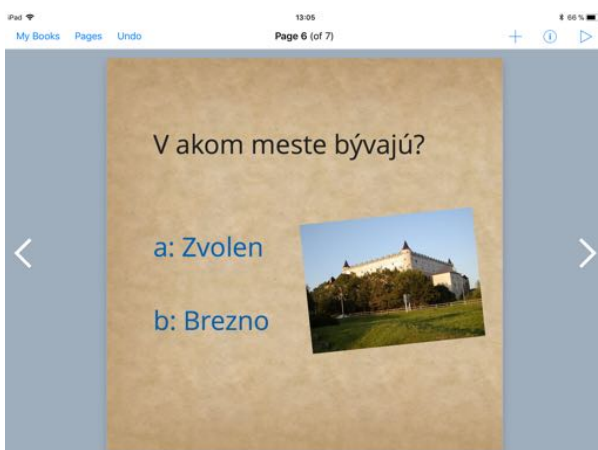 iPad 13:05 66 %
My Books Pages Undo Page 6 (of 7)
V akom meste bývajú?
a: Zvolen
b: Brezno